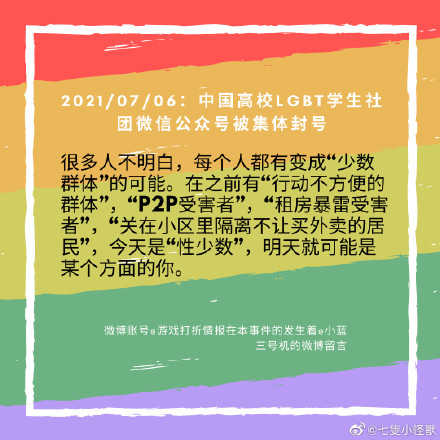 2021/07/06：中国高校LGBT学生社
团微信公众号被集体封号
很多人不明白，每个人都有变成“少数
群体”的可能。在之前有“行动不方便的
群体”，“P2P受害者”，“租房暴雷受害
者”，“关在小区里隔离不让买外卖的居
民”，今天是“性少数”，明天就可能是
某个方面的你。
微博账号@游戏打折情报在本事件的发生着@小蓝
三号机的微博留言
@七隻小怪獸